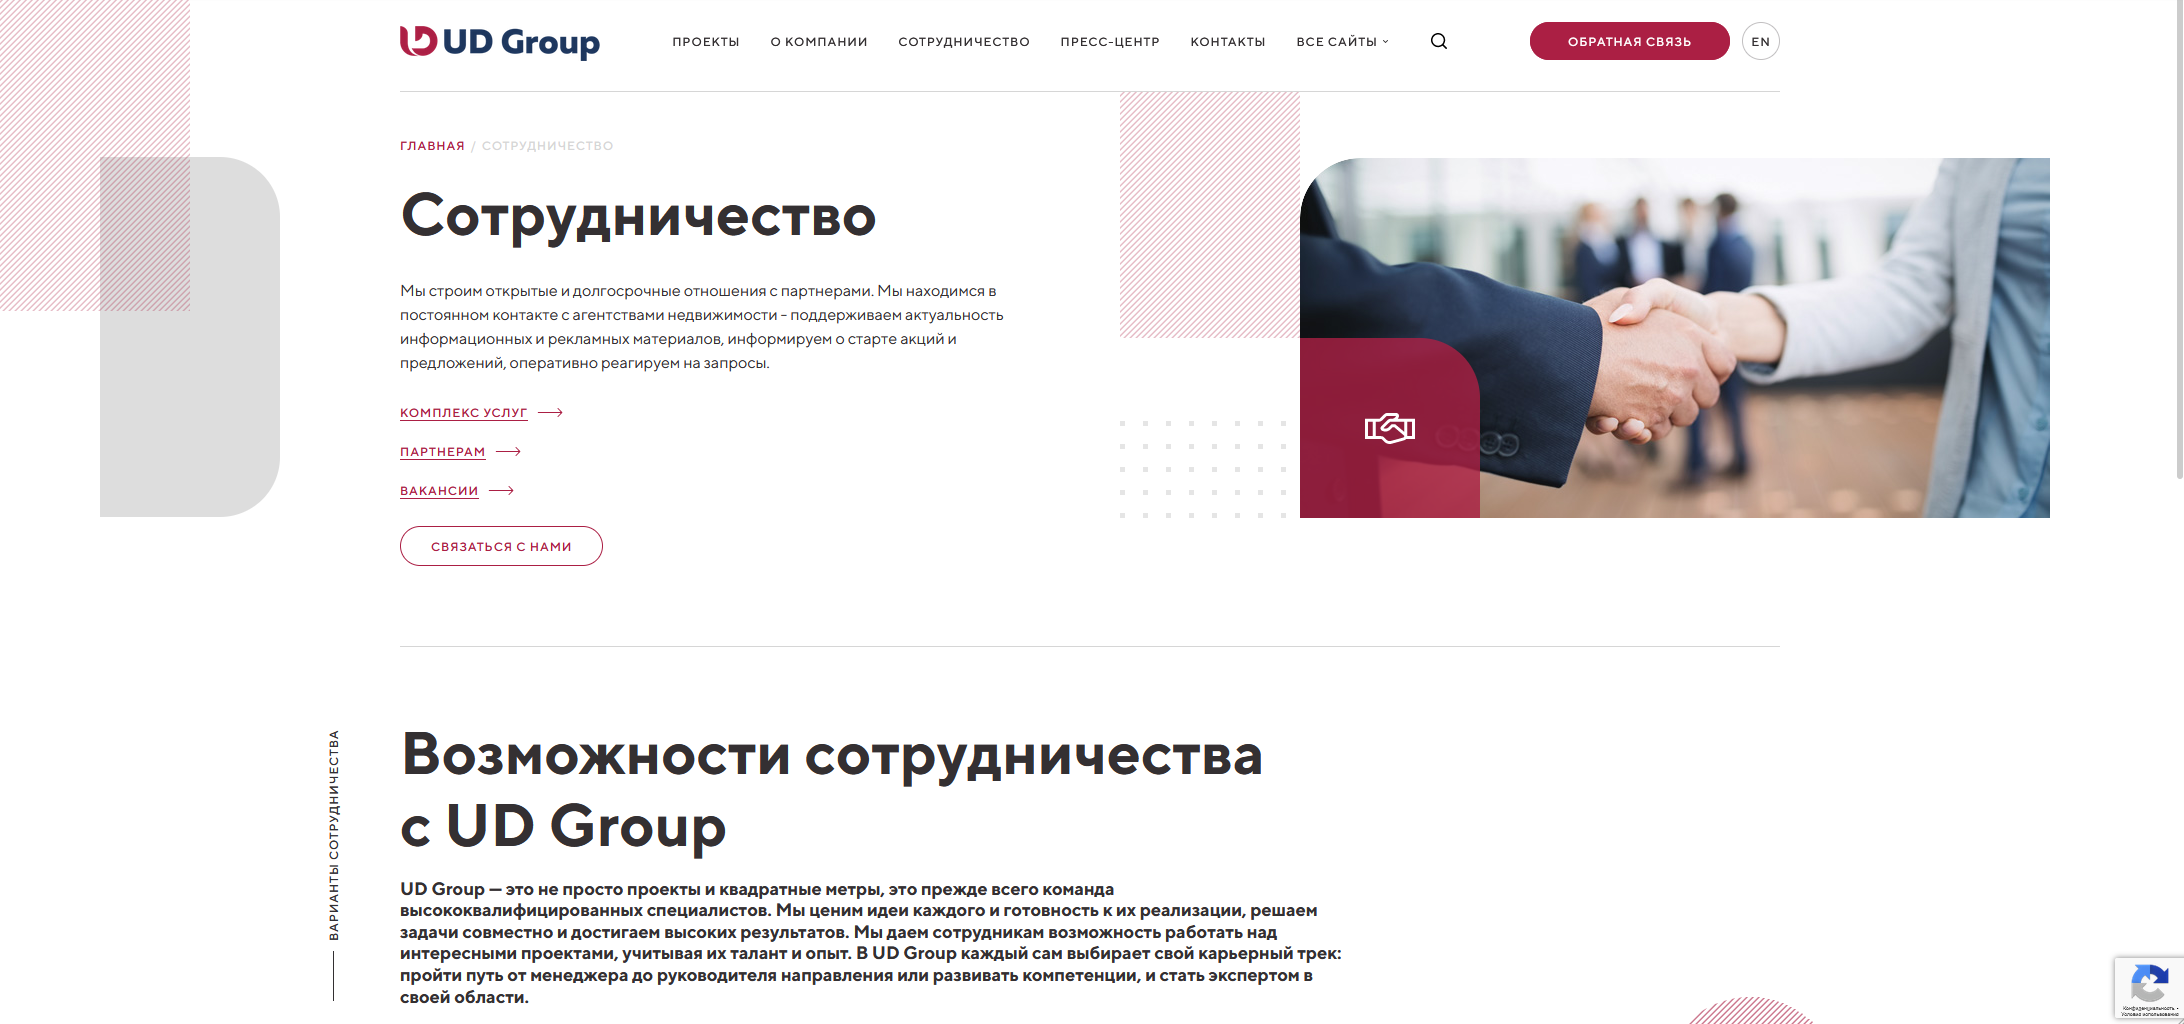 UD Group
ПРОЕКТЫ О КОМПАНИИ СОТРУДНИЧЕСТВО ПРЕСС-ЦЕНТР КОНТАКТЫ ВСЕ САЙТЫ
ОБРАТНАЯ СВЯЗЬ
EN
ГЛАВНАЯ / СОТРУДНИЧЕСТВО
Сотрудничество
Мы строим открытые и долгосрочные отношения с партнерами. Мы находимся в
постоянном контакте с агентствами недвижимости - поддерживаем актуальность
информационных и рекламных материалов, информируем о старте акций и
предложений, оперативно реагируем на запросы.
КОМПЛЕКС УСЛУГ
ПАРТНЕРАМ
ВАКАНСИИ
СВЯЗАТЬСЯ С НАМИ
ВАРИАНТЫ СОТРУДНИЧЕСТВА
Возможности сотрудничества
с UD Group
UD Group — это не просто проекты и квадратные метры, это прежде всего команда
высококвалифицированных специалистов. Мы ценим идеи каждого и готовность к их реализации, решаем
задачи совместно и достигаем высоких результатов. Мы даем сотрудникам возможность работать над
интересными проектами, учитывая их талант и опыт. В UD Group каждый сам выбирает свой карьерный трек:
пройти путь от менеджера до руководителя направления или развивать компетенции, и стать экспертом в
своей области.
Конфиденциальность -
Условия использования